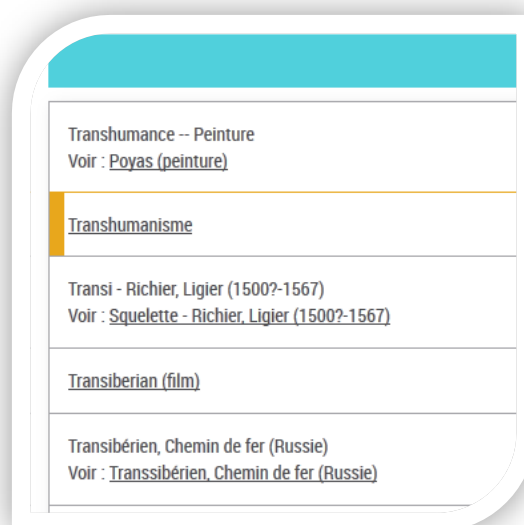 Transhumance -- Peinture
Voir : Poyas (peinture)
Transhumanisme
Transi - Richier, Ligier (1500?-1567)
Voir : Squelette - Richier, Ligier (1500?-1567)
Transiberian (film)
Transibérien, Chemin de fer (Russie)
Voir : Transsibérien, Chemin de fer (Russie)